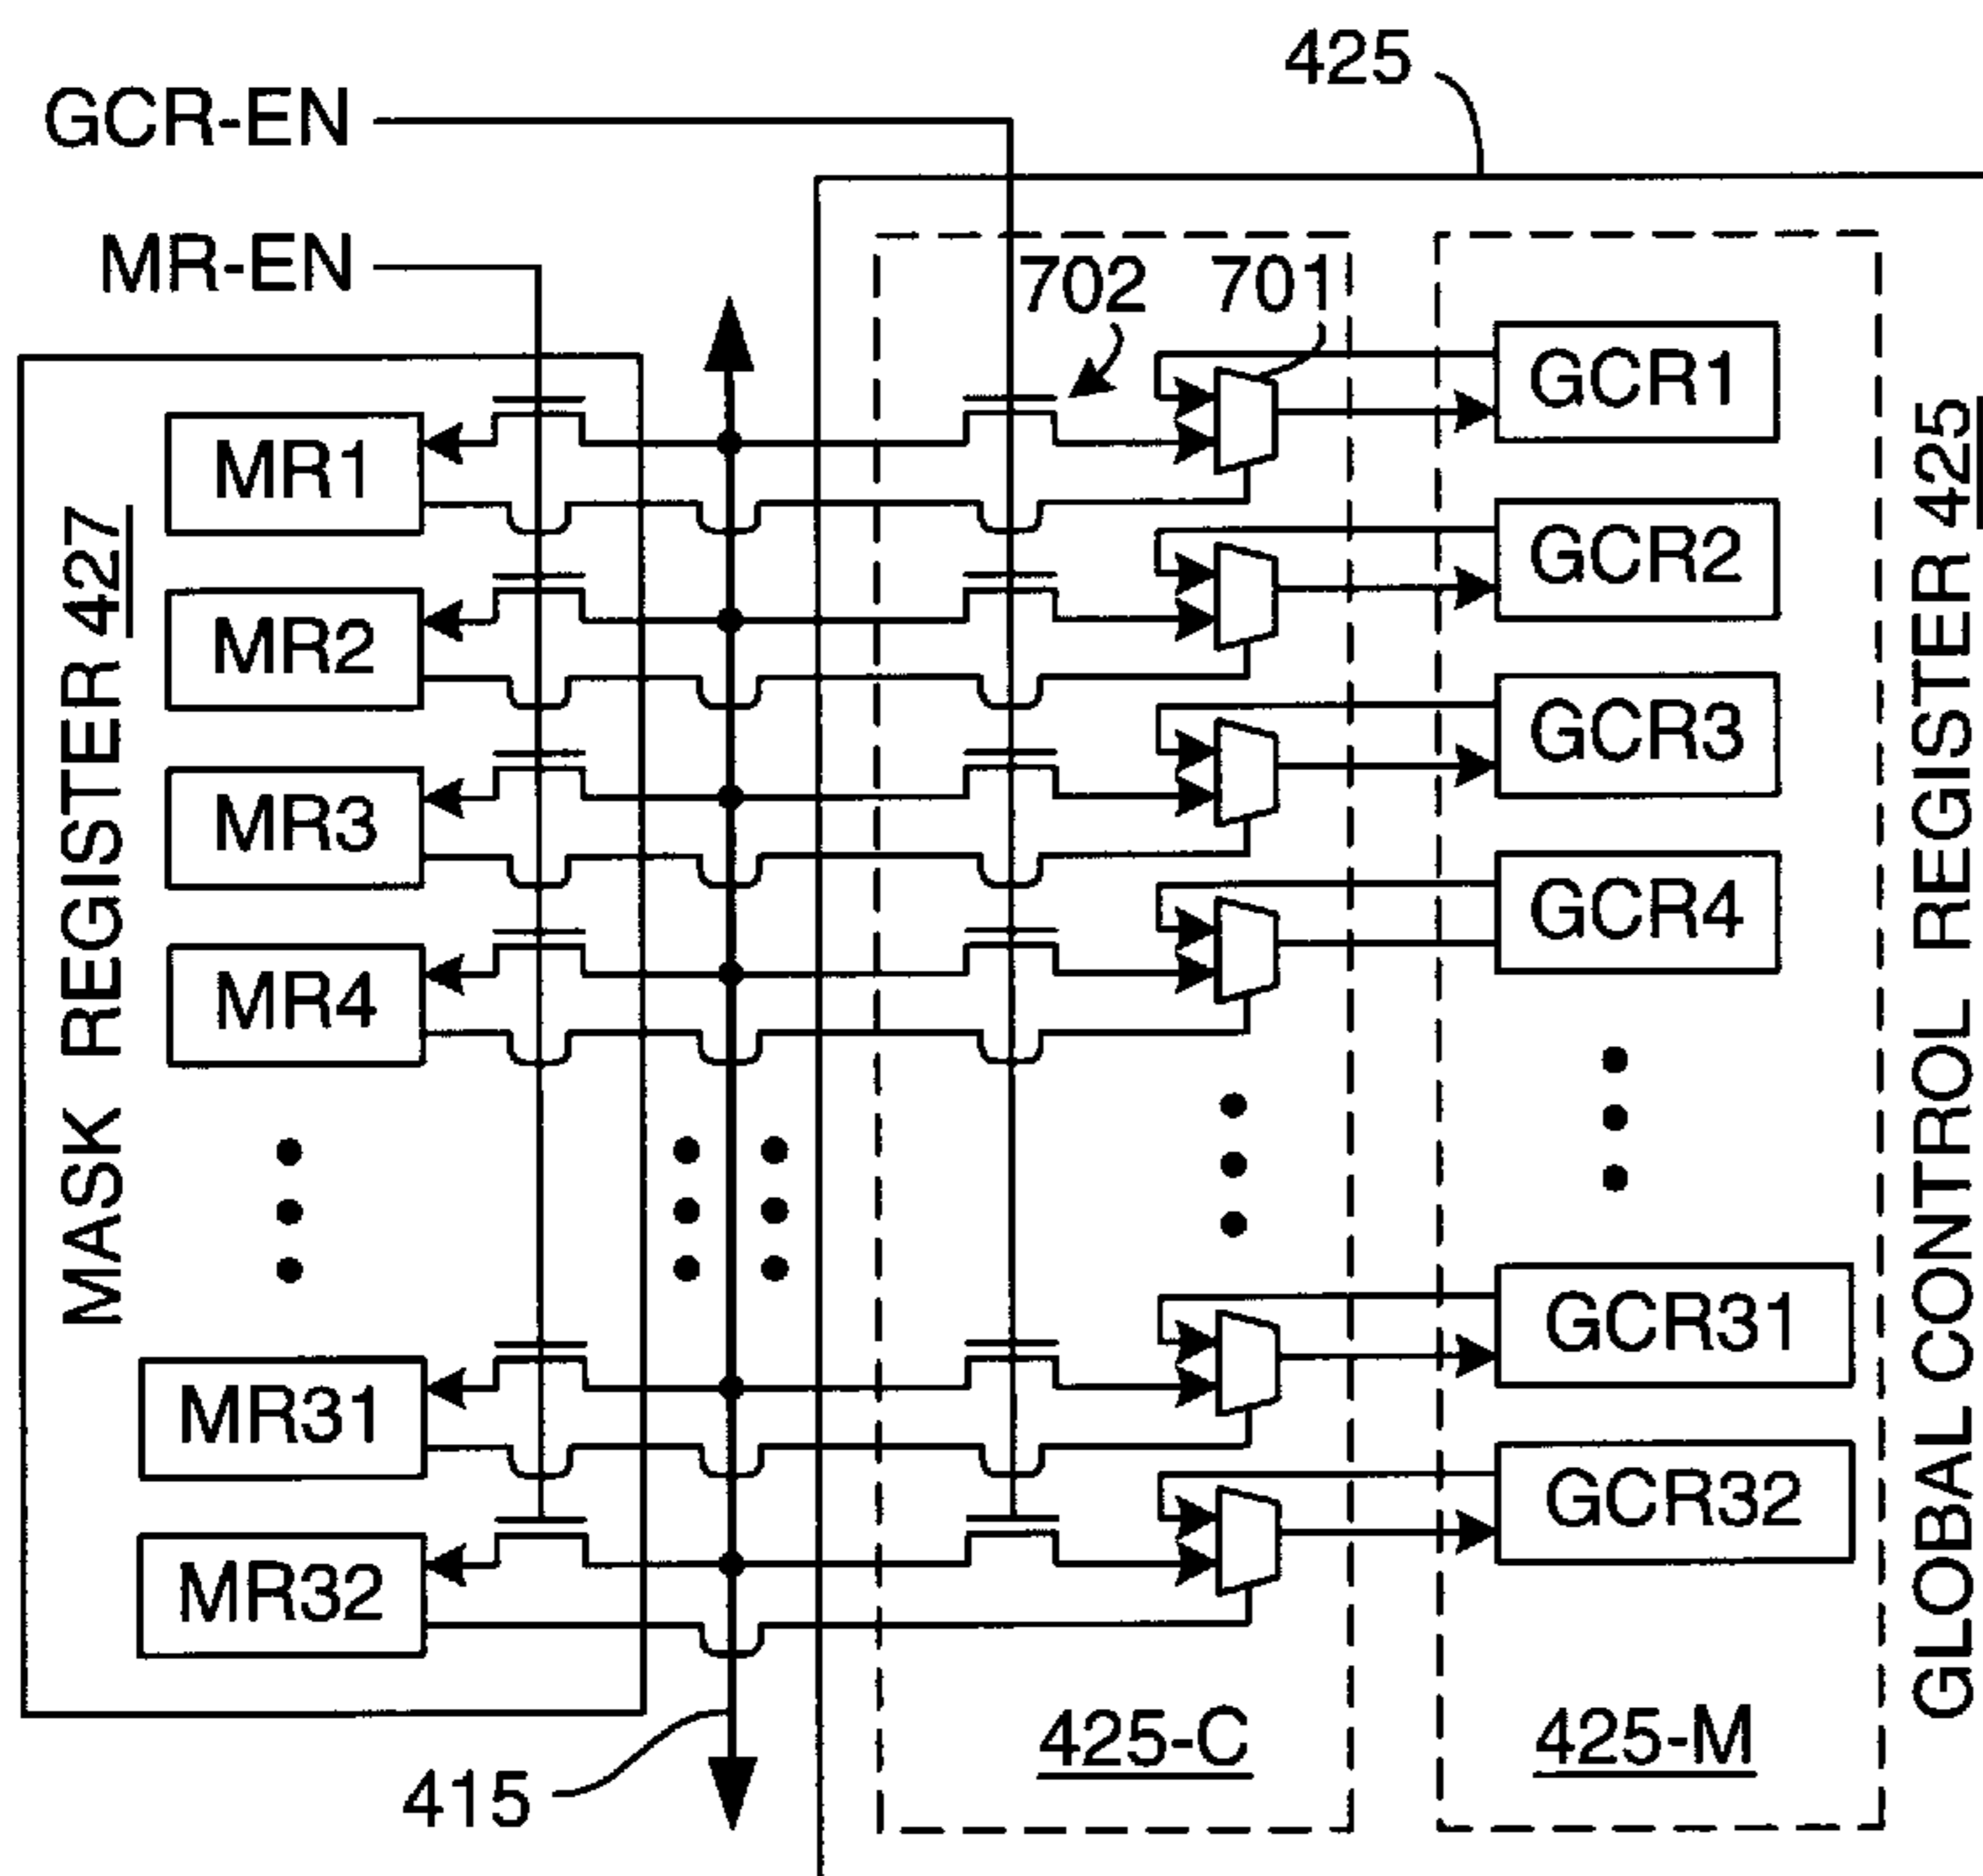 425
GCR-EN
MR-EN
702 701
MASK REGISTER 427
MR1
MR2
MR3
MR4
MR31
MR32
GCR1
GCR2
GCR3
GCR4
GCR31
GCR32
GLOBAL CONTROL REGISTER 425
425-C
425-M
415